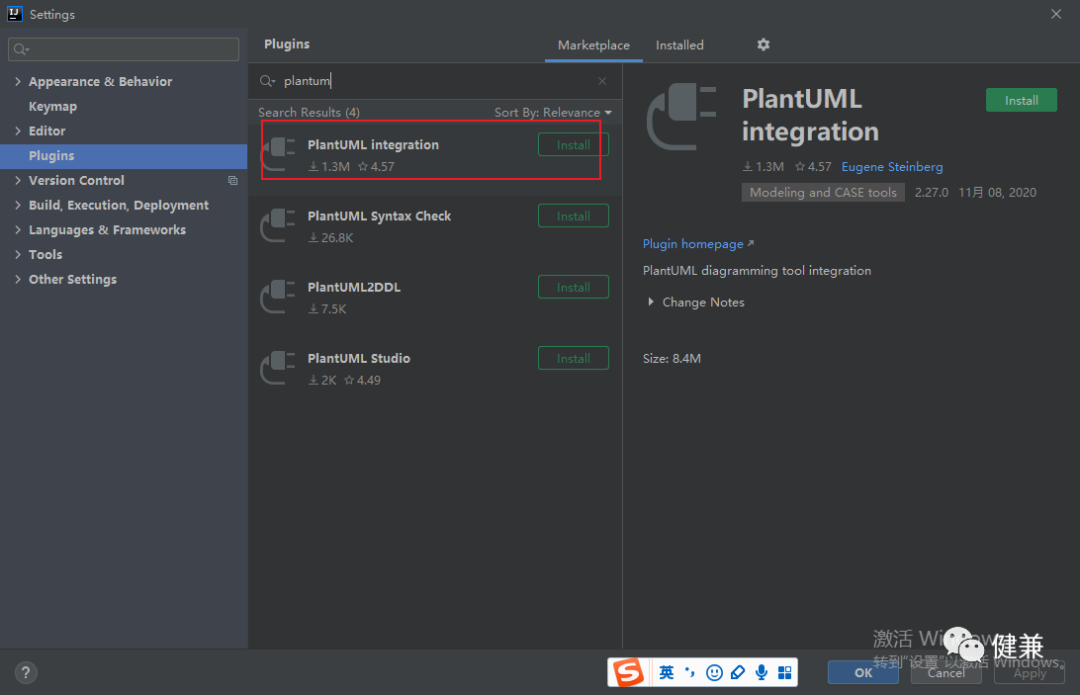 Settings
Plugins
Marketplace
Installed
Appearance & Behavior
Keymap
Editor
Plugins
Version Control
Build, Execution, Deployment
Languages & Frameworks
Tools
Other Settings
plantum
Search Results (4)
Sort By: Relevance
PlantUML integration
Install
1.3M 4.57
PlantUML Syntax Check
Install
26.8K
PlantUML2DDL
Install
7.5K
PlantUML Studio
Install
2K 4.49
PlantUML
integration
Install
1.3M 4.57 Eugene Steinberg
Modeling and CASE tools 2.27.0 11月 08, 2020
Plugin homepage
PlantUML diagramming tool integration
Change Notes
Size: 8.4M
激活 Windows
转到“设置”以激活 Windows。
健兼
?
S 英
OK
Cancel
Apply